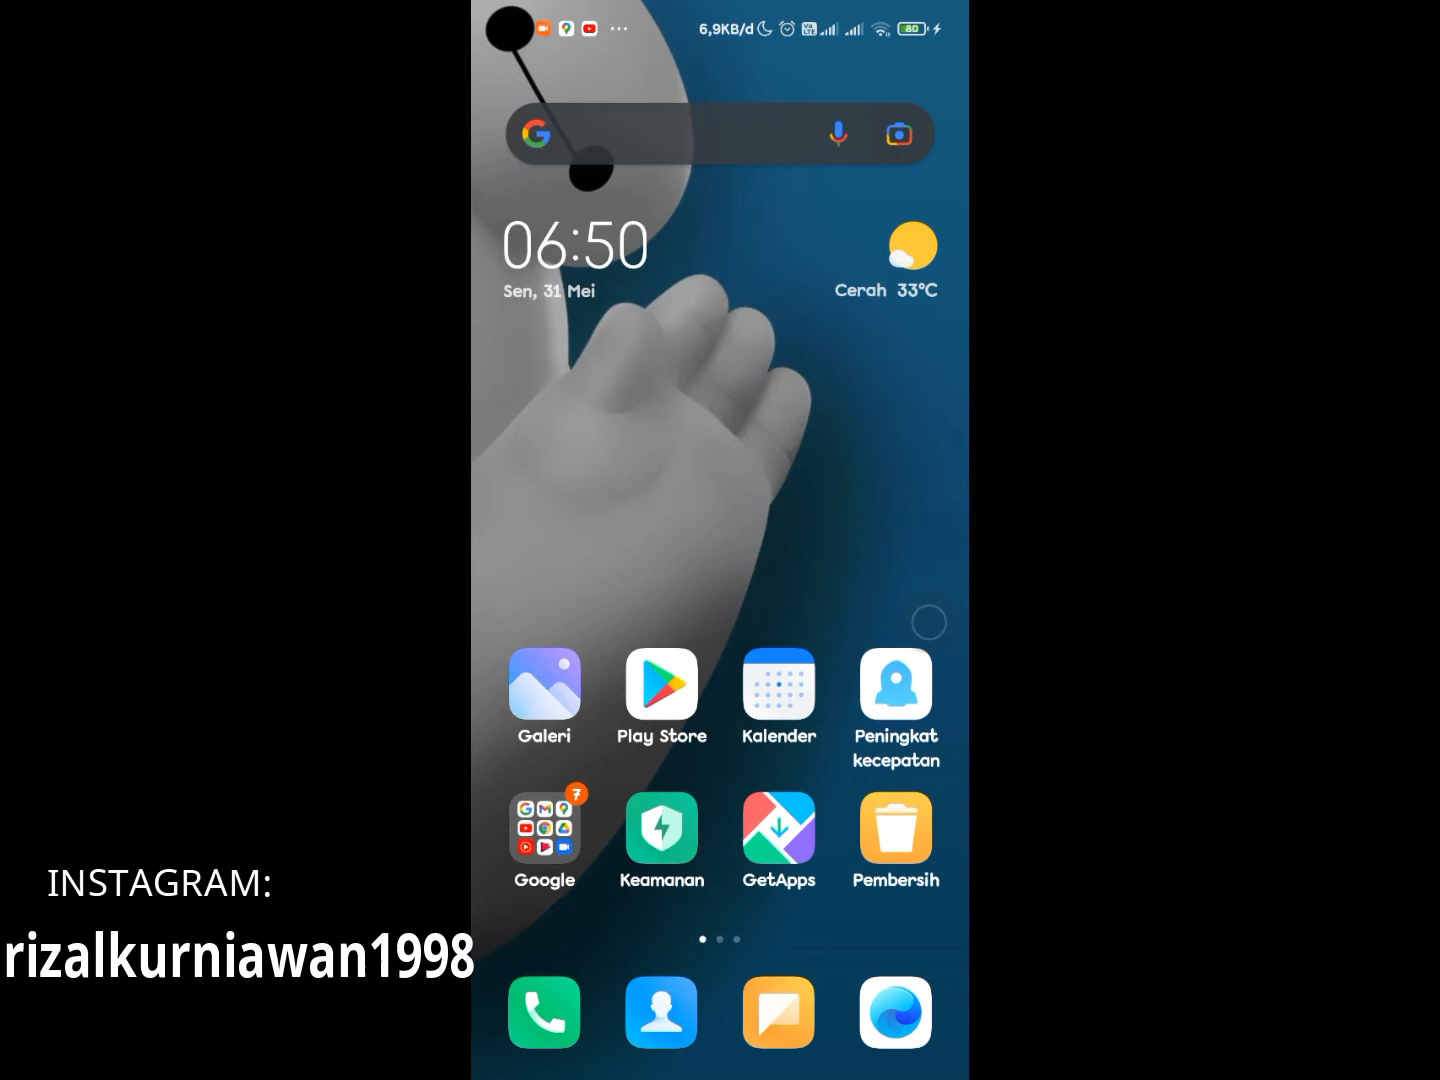 6,9KB/d 80
06:50
Sen, 31 Mei
Cerah 33°C
Galeri Play Store Kalender Peningkat kecepatan
7
Google Keamanan GetApps Pembersih
INSTAGRAM:
rizalkurniawan1998